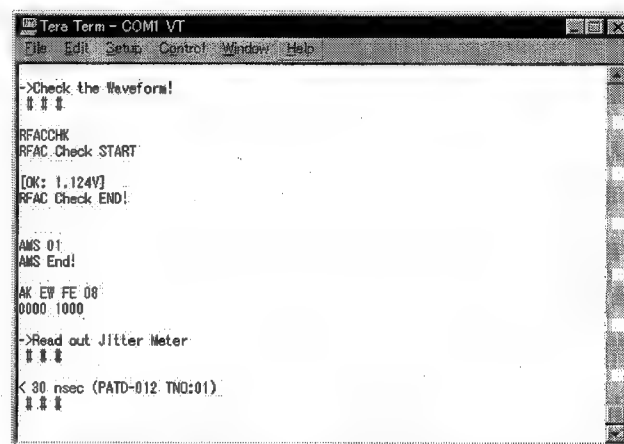 Tera Term - COM1 VT
File Edit Setup Control Window Help
->Check the Waveform!
# # #
RFACCHK
RFAC Check START
[OK: 1.124V]
RFAC Check END!
AMS 01
AMS End!
AK EW FE 08
0000 1000
->Read out Jitter Meter
# # #
< 30 nsec (PATD-012 TNO:01)
# # #